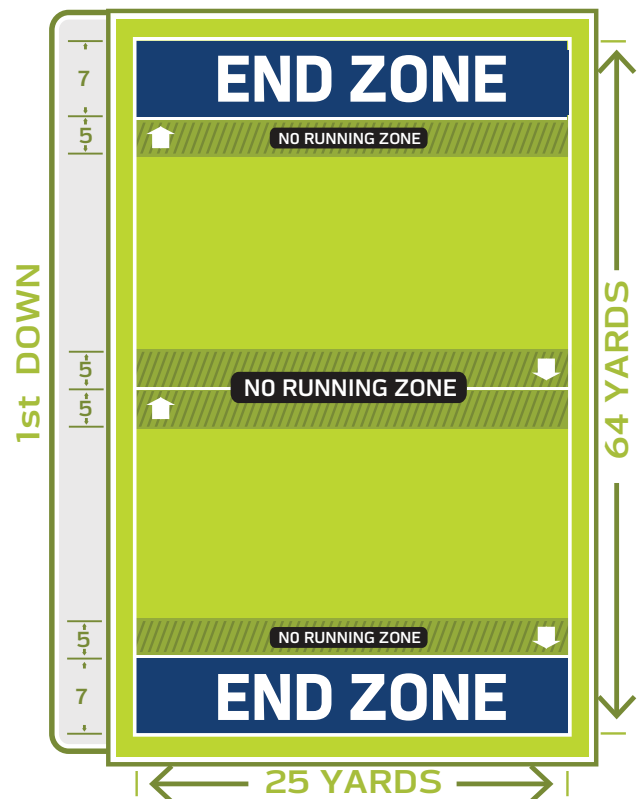 7
END ZONE
5
NO RUNNING ZONE
1st DOWN
64 YARDS
5
NO RUNNING ZONE
5
5
NO RUNNING ZONE
7
END ZONE
25 YARDS